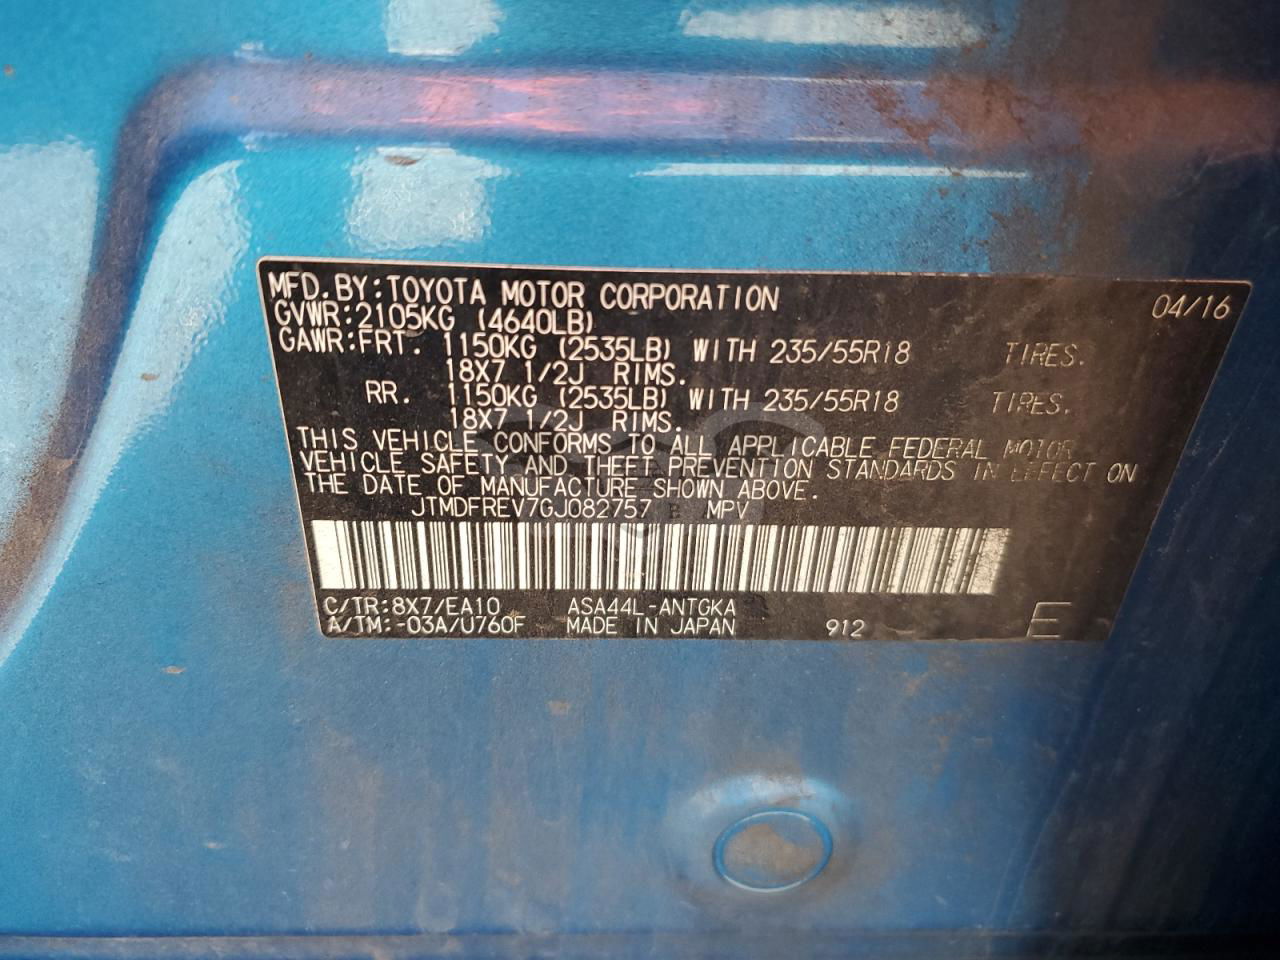 MFD.BY:TOYOTA MOTOR CORPORATION 04/16
GVWR:2105KG (4640LB)
GAWR:FRT. 1150KG (2535LB) WITH 235/55R18 TIRES.
18X7 1/2J RIMS.
RR. 1150KG (2535LB) WITH 235/55R18 TIRES.
18X7 1/2J RIMS.
THIS VEHICLE CONFORMS TO ALL APPLICABLE FEDERAL MOTOR
VEHICLE SAFETY AND THEFT PREVENTION STANDARDS IN EFFECT ON
THE DATE OF MANUFACTURE SHOWN ABOVE.
JTMDFREV7GJ082757 MPV
C/TR:8X7/EA10 ASA44L-ANTGKA
A/TM:-03A/U760F MADE IN JAPAN 912 E